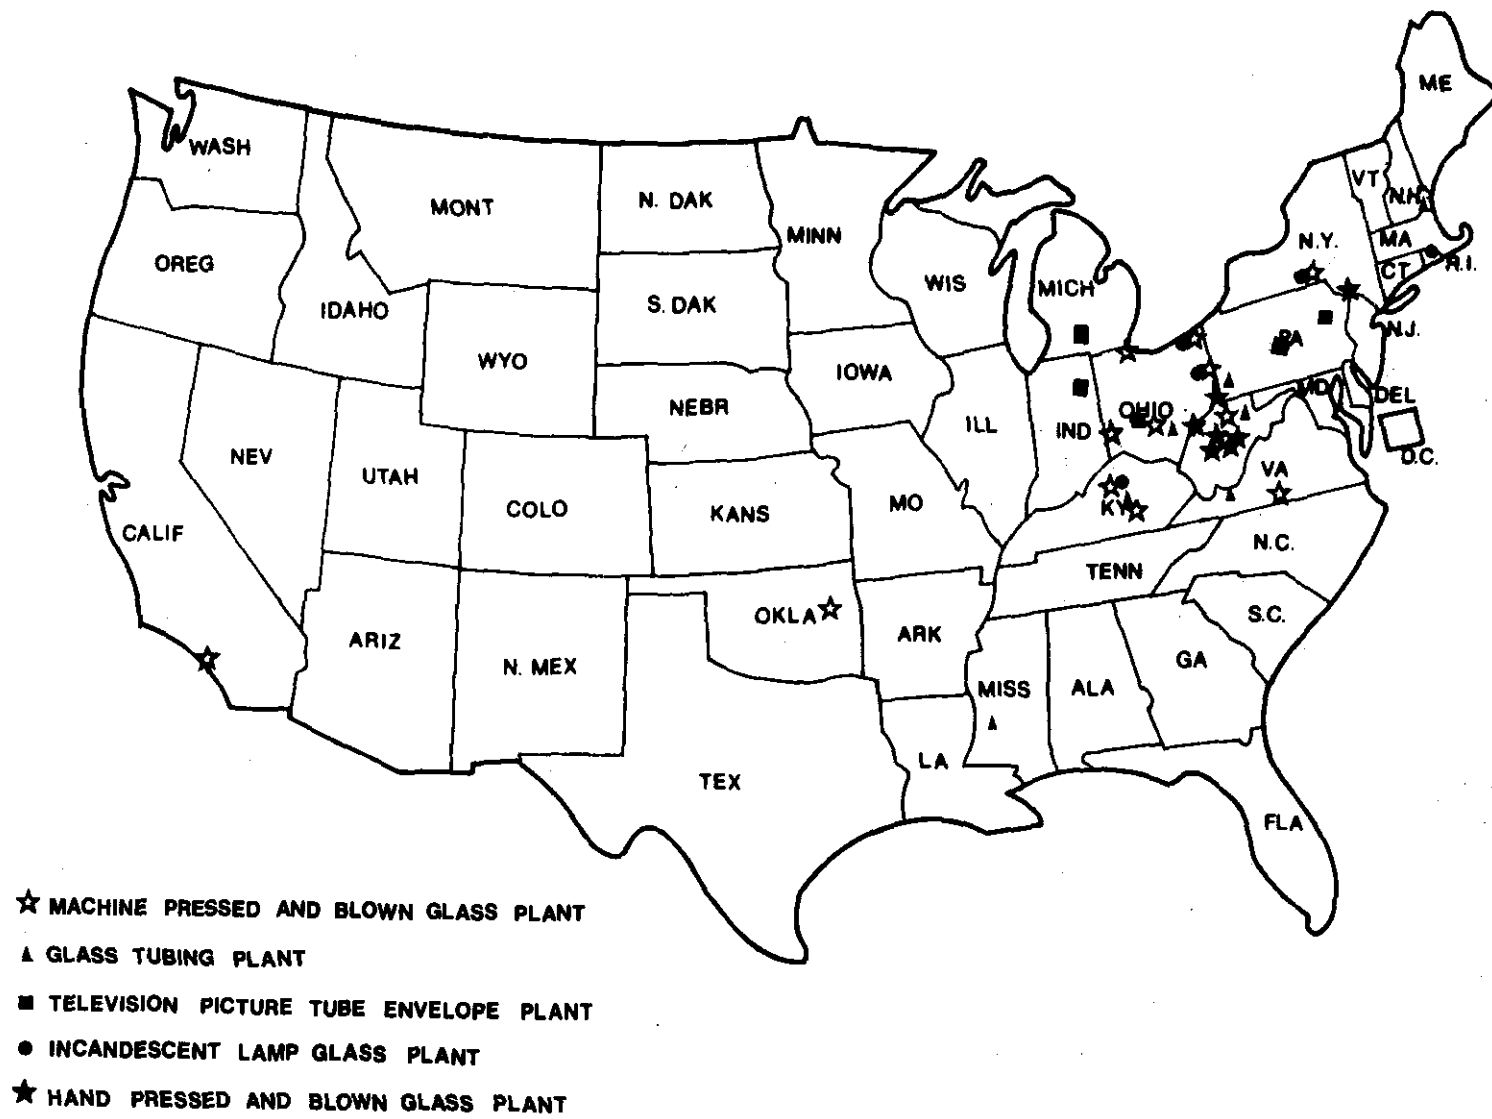 ME
WASH
VT
N.H.
MONT
N. DAK
MINN
N.Y.
MA
OREG
CT
R.I.
WIS
MICH
IDAHO
S. DAK
N.J.
PA
WYO
IOWA
MD
DEL
NEBR
OHIO
ILL
IND
NEV
D.C.
UTAH
VA
COLO
KANS
MO
KY
CALIF
N.C.
TENN
OKLA
S.C.
ARIZ
ARK
GA
N. MEX
MISS
ALA
LA
TEX
FLA
MACHINE PRESSED AND BLOWN GLASS PLANT
GLASS TUBING PLANT
TELEVISION PICTURE TUBE ENVELOPE PLANT
INCANDESCENT LAMP GLASS PLANT
HAND PRESSED AND BLOWN GLASS PLANT